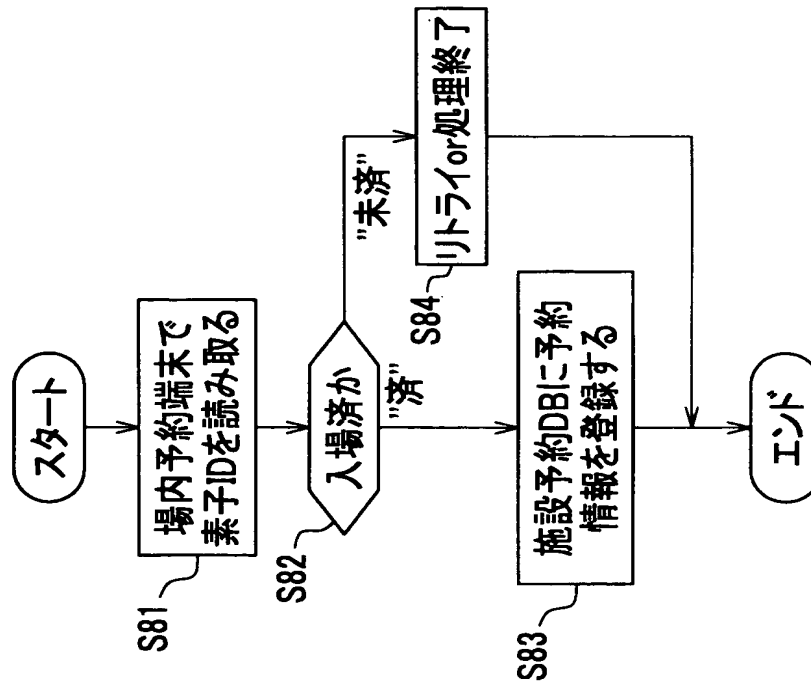 スタート
S81
場内予約端末で
素子IDを読み取る
S82
入場済か
"未済"
"済"
S84
リトライor処理終了
S83
施設予約DBに予約
情報を登録する
エンド